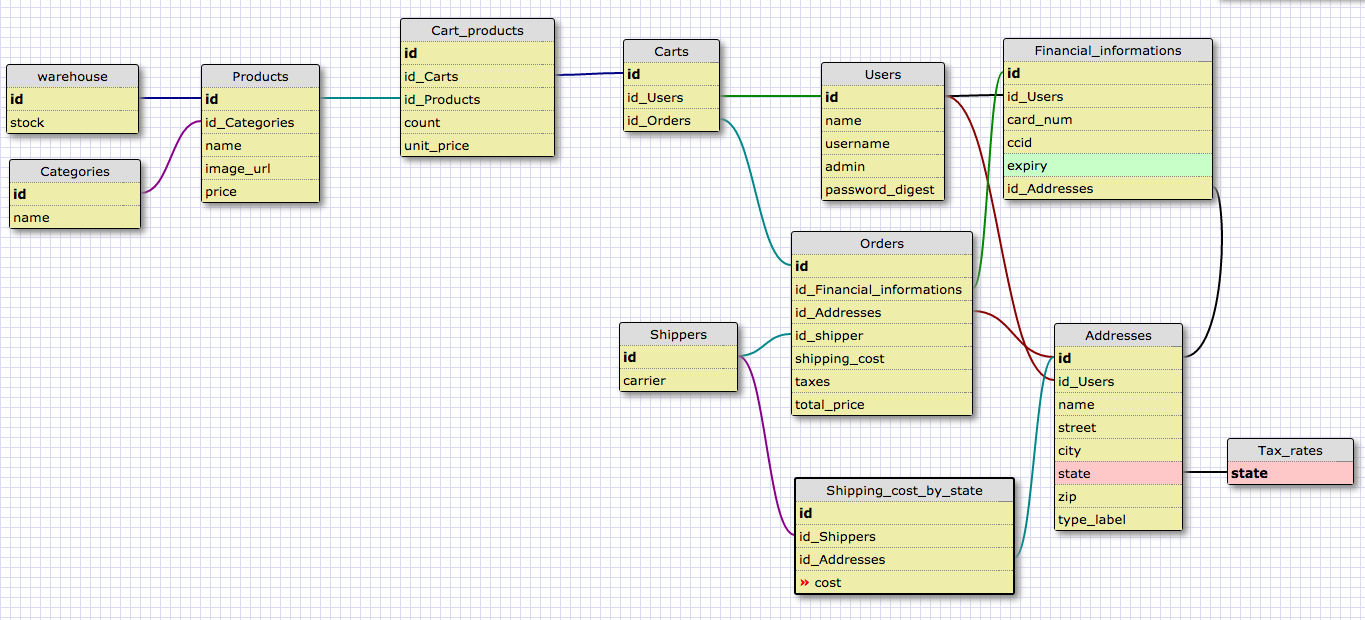 warehouse
id
stock
Categories
id
name
Products
id
id_Categories
name
image_url
price
Cart_products
id
id_Carts
id_Products
count
unit_price
Carts
id
id_Users
id_Orders
Users
id
name
username
admin
password_digest
Financial_informations
id
id_Users
card_num
ccid
expiry
id_Addresses
Orders
id
id_Financial_informations
id_Addresses
id_shipper
shipping_cost
taxes
total_price
Shippers
id
carrier
Addresses
id
id_Users
name
street
city
state
zip
type_label
Tax_rates
state
Shipping_cost_by_state
id
id_Shippers
id_Addresses
» cost